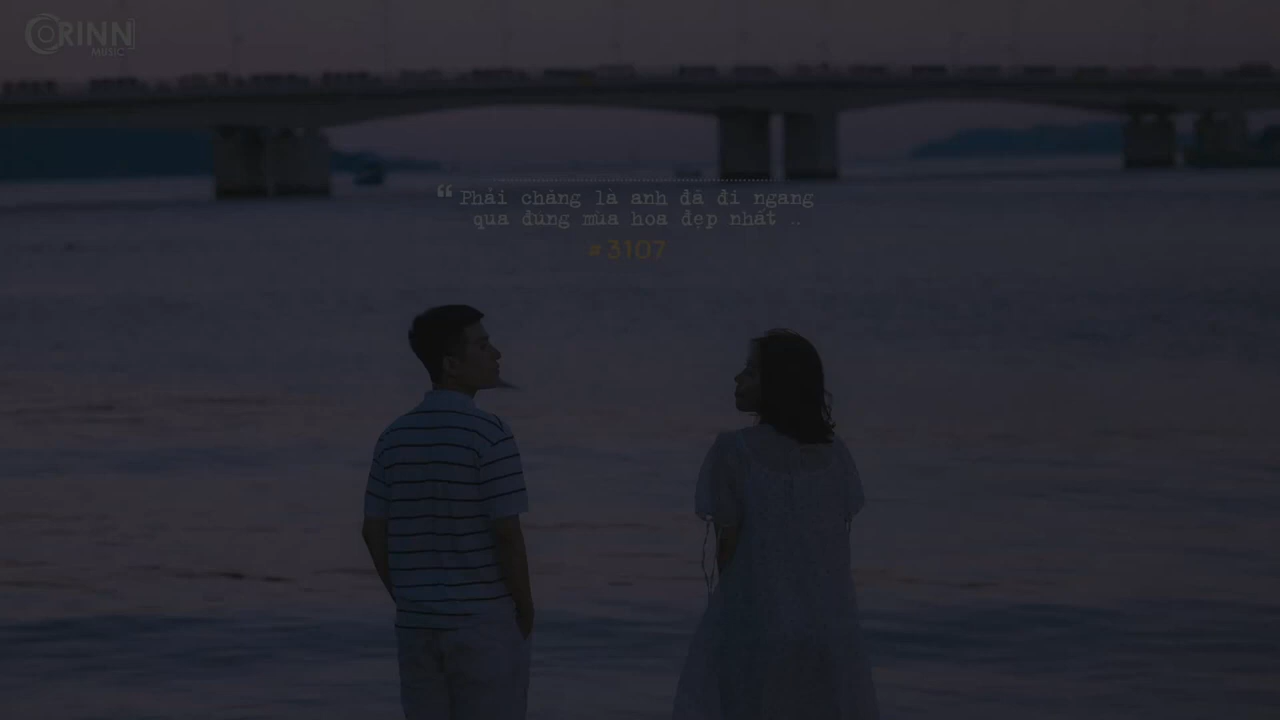 ORINN
MUSIC
“ Phải chăng là anh đã đi ngang
qua đúng mùa hoa đẹp nhất ..
#3107